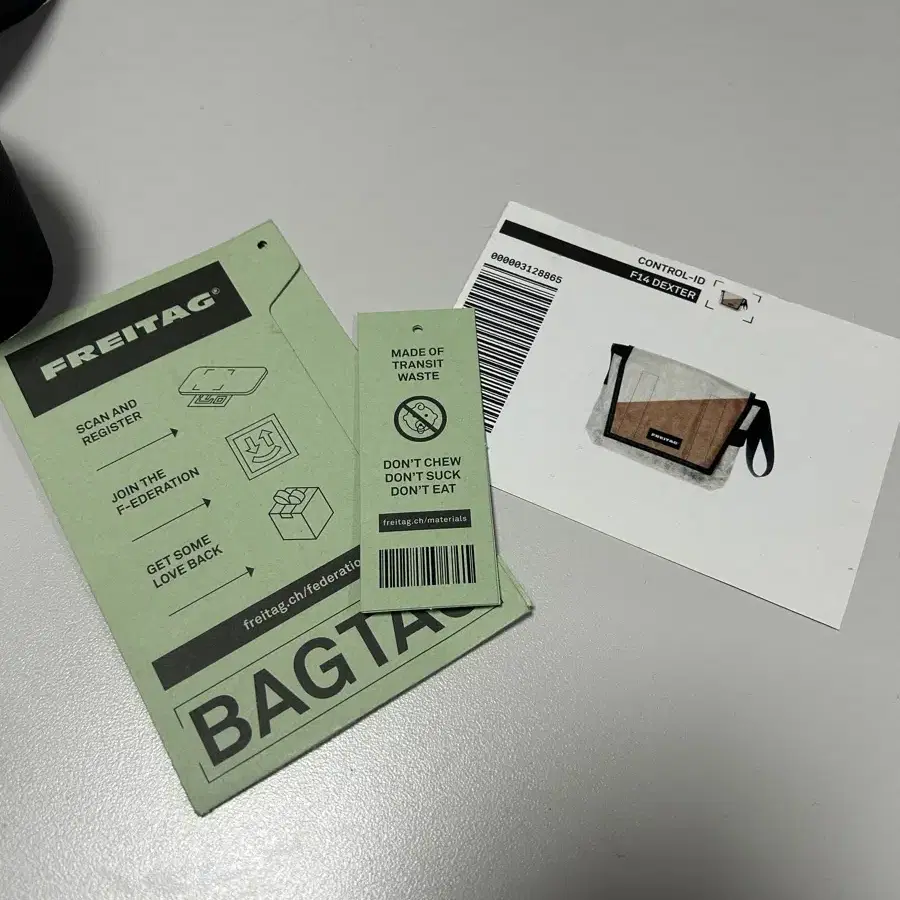 FREITAG®
SCAN AND
REGISTER
JOIN THE
F-EDERATION
GET SOME
LOVE BACK
freitag.ch/federatio
BAGTAG
MADE OF
TRANSIT
WASTE
DON'T CHEW
DON'T SUCK
DON'T EAT
freitag.ch/materials
CONTROL-ID
F14 DEXTER
000003128865
FREITAG